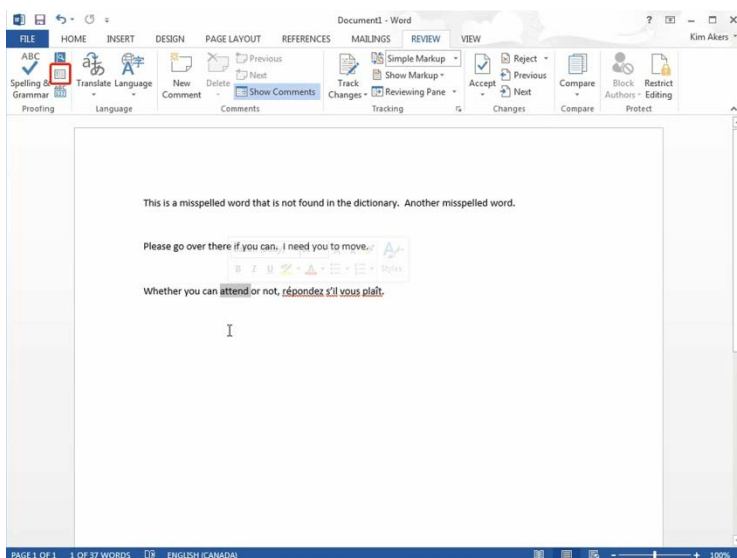 Document1 - Word
FILE HOME INSERT DESIGN PAGE LAYOUT REFERENCES MAILINGS REVIEW VIEW Kim Akers
ABC Previous Simple Markup Reject
Next Show Markup Previous
Spelling & Grammar Translate Language New Comment Delete Show Comments Track Changes Reviewing Pane Accept Next Compare Block Authors Restrict Editing
Proofing Language Comments Tracking Changes Compare Protect
This is a misspelled word that is not found in the dictionary. Another misspelled word.
Please go over there if you can. I need you to move.
B I U A Styles
Whether you can attend or not, répondez s'il vous plaît.
PAGE 1 OF 1 1 OF 37 WORDS ENGLISH (CANADA) 100%